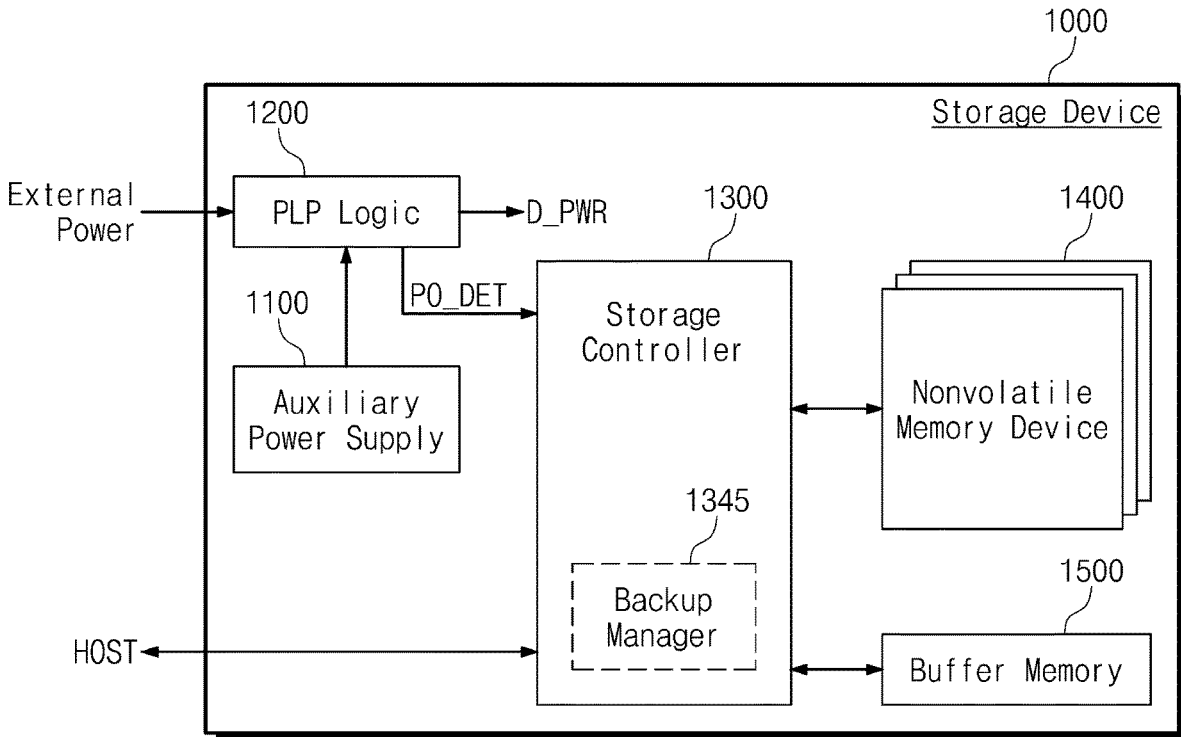 1000
Storage Device
1200
External
Power
PLP Logic
D_PWR
1300
1400
PO_DET
1100
Storage
Controller
Auxiliary
Power Supply
Nonvolatile
Memory Device
1345
Backup
Manager
1500
HOST
Buffer Memory